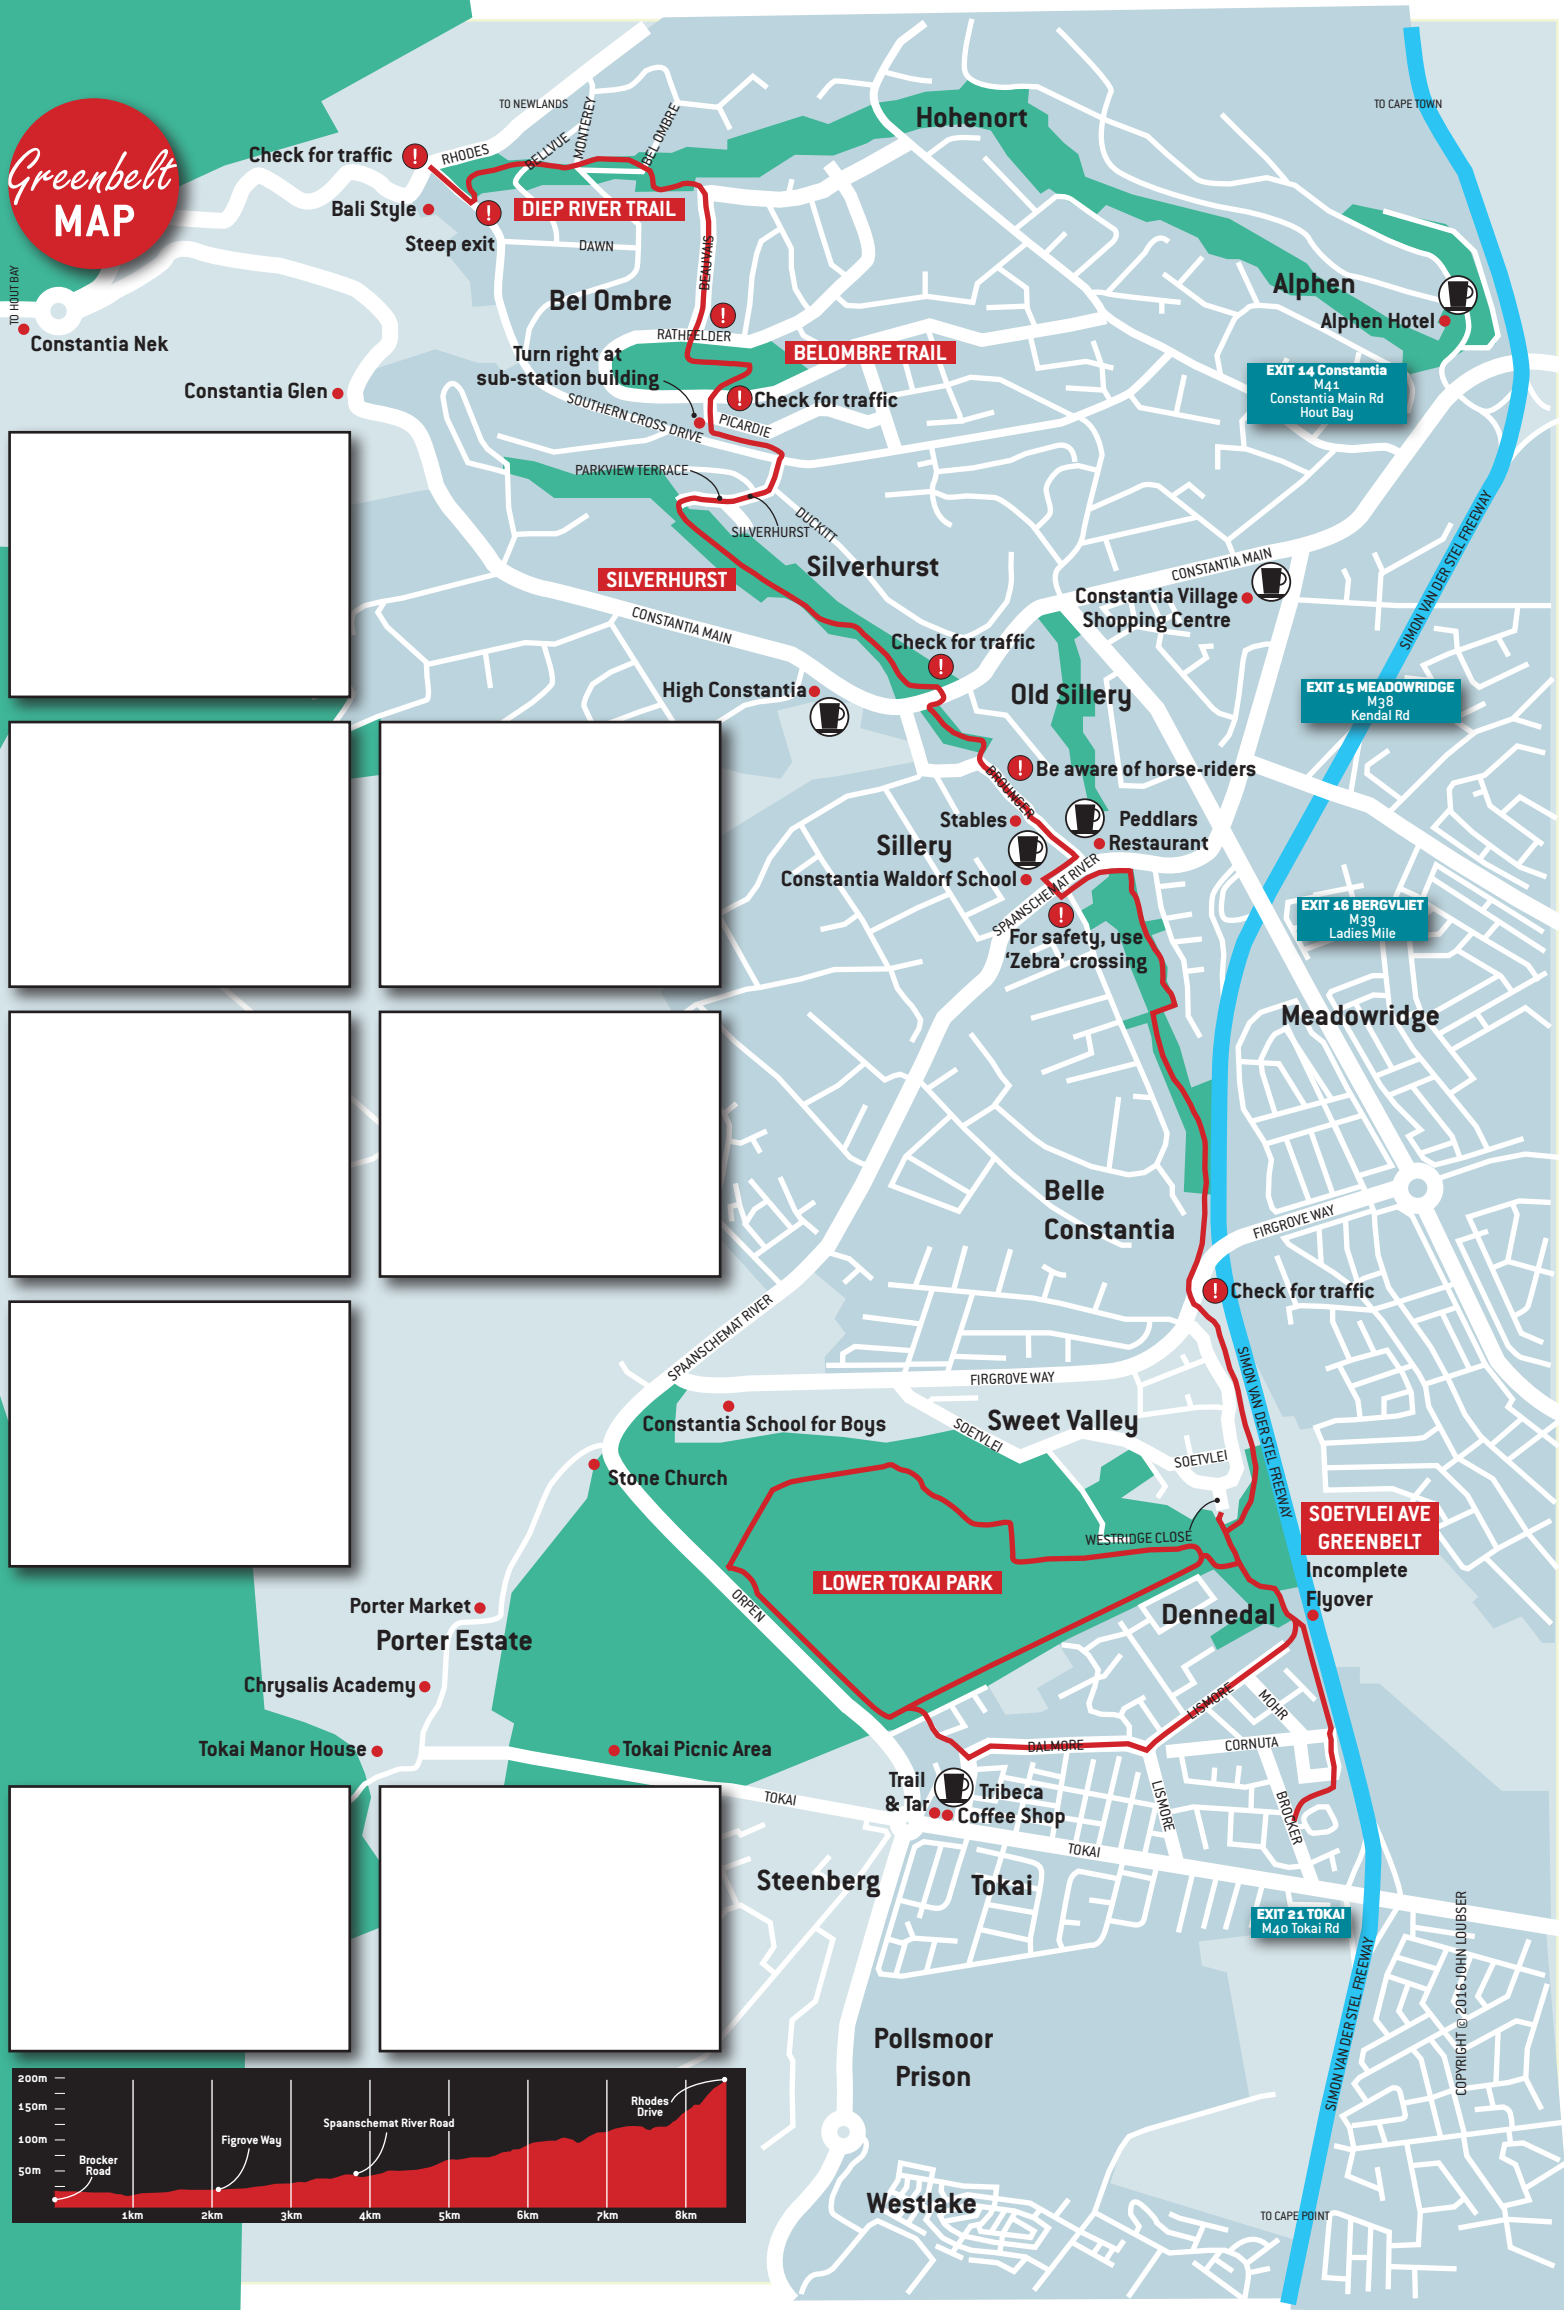 Greenbelt
MAP
TO NEWLANDS
MONTEREY
BEL OMBRE
BELLVUE
RHODES
Check for traffic
Bali Style
Steep exit
DIEP RIVER TRAIL
DAWN
BEAUVAIS
Hohenort
TO CAPE TOWN
Alphen
Alphen Hotel
TO HOUT BAY
Constantia Nek
Bel Ombre
RATHFELDER
BELOMBRE TRAIL
Turn right at
sub-station building
Check for traffic
Constantia Glen
SOUTHERN CROSS DRIVE
PICARDIE
EXIT 14 Constantia
M41
Constantia Main Rd
Hout Bay
PARKVIEW TERRACE
SILVERHURST
DUCKITT
SIMON VAN DER STEL FREEWAY
Silverhurst
SILVERHURST
CONSTANTIA MAIN
CONSTANTIA MAIN
Constantia Village
Shopping Centre
Check for traffic
High Constantia
Old Sillery
EXIT 15 MEADOWRIDGE
M38
Kendal Rd
BROUNGER
Be aware of horse-riders
Stables
Peddlars
Restaurant
Sillery
Constantia Waldorf School
SPAANSCHEMAT RIVER
For safety, use
‘Zebra’ crossing
EXIT 16 BERGVLIET
M39
Ladies Mile
Meadowridge
Belle
Constantia
FIRGROVE WAY
Check for traffic
SPAANSCHEMAT RIVER
FIRGROVE WAY
SIMON VAN DER STEL FREEWAY
Constantia School for Boys
Sweet Valley
SOETVLEI
SOETVLEI
Stone Church
WESTRIDGE CLOSE
SOETVLEI AVE
GREENBELT
Incomplete
Flyover
LOWER TOKAI PARK
ORPEN
Dennedal
Porter Market
Porter Estate
Chrysalis Academy
LISMORE
MOHR
Tokai Manor House
Tokai Picnic Area
DALMORE
CORNUTA
Trail
& Tar
Tribeca
Coffee Shop
TOKAI
LISMORE
BROCKER
TOKAI
Steenberg
Tokai
EXIT 21 TOKAI
M40 Tokai Rd
COPYRIGHT © 2016 JOHN LOUBSER
SIMON VAN DER STEL FREEWAY
Pollsmoor
Prison
Westlake
TO CAPE POINT
200m
150m
100m
50m
Brocker
Road
Figrove Way
Spaanschemat River Road
Rhodes
Drive
1km
2km
3km
4km
5km
6km
7km
8km